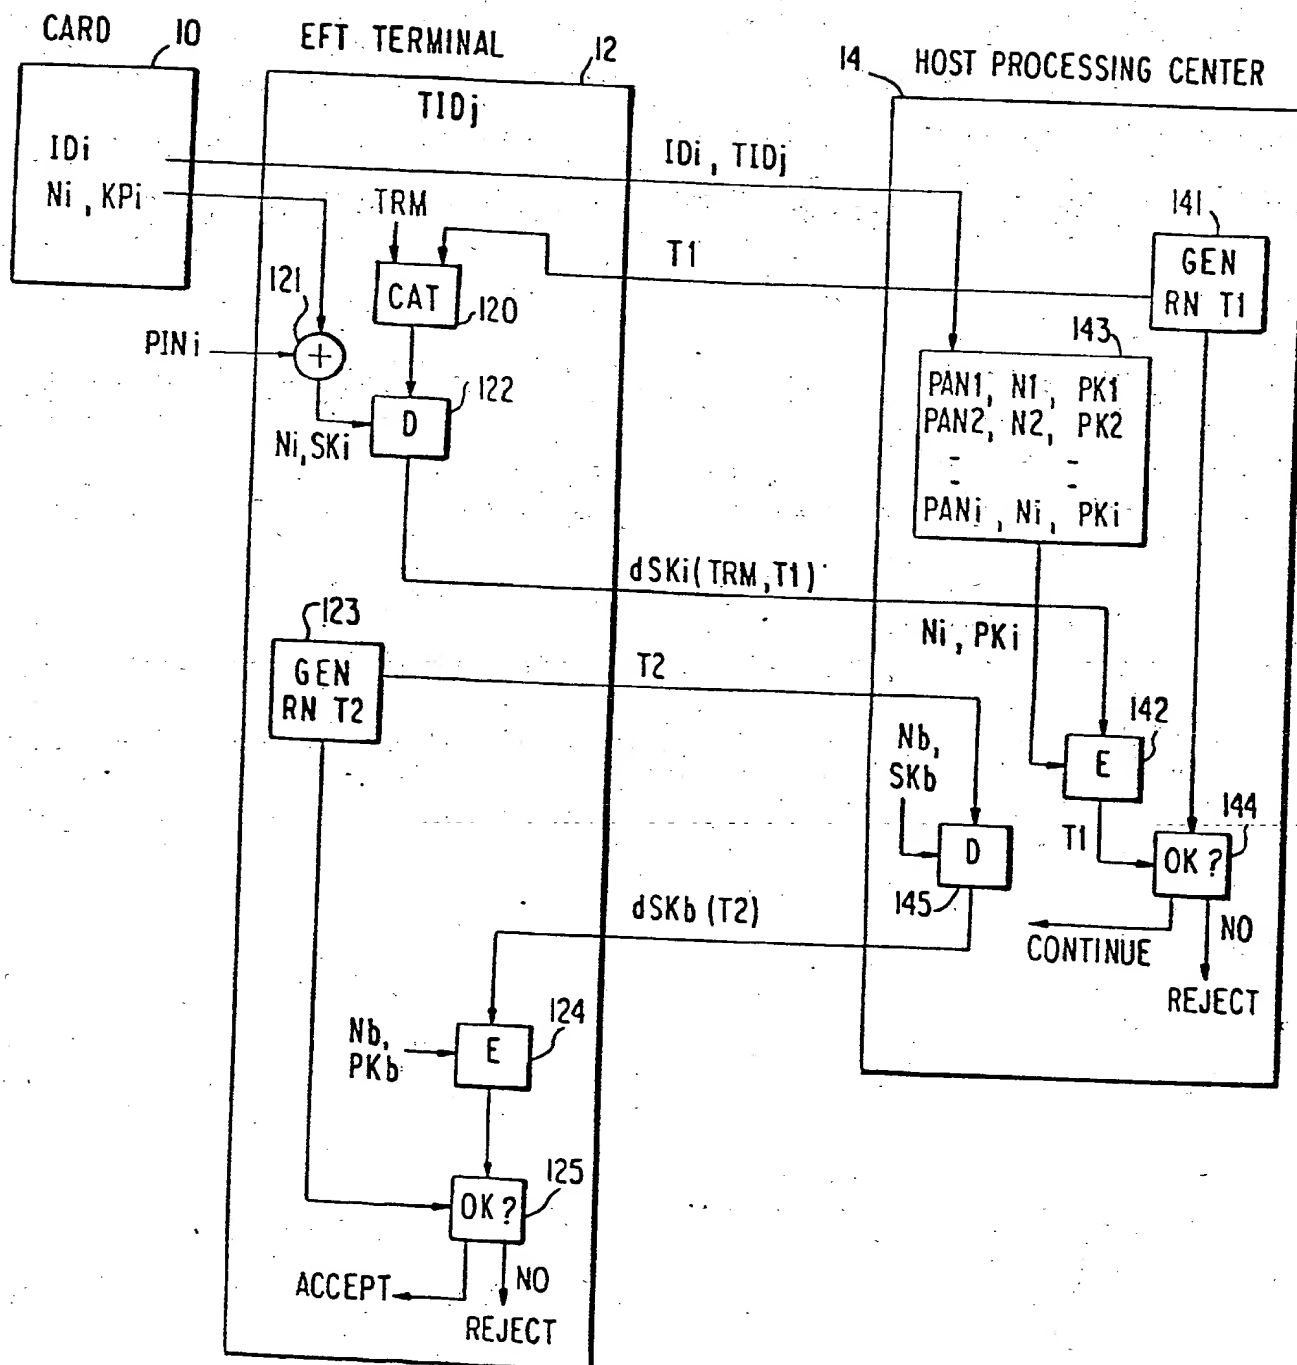 CARD
10
EFT TERMINAL
12
14
HOST PROCESSING CENTER
TIDj
IDi
Ni , KPi
IDi, TIDj
TRM
T1
141
GEN
RN T1
121
CAT
120
PINi
+
143
PAN1, N1, PK1
PAN2, N2, PK2
PANi, Ni, PKi
122
D
Ni, SKi
dSKi(TRM,T1)
Ni, PKi
123
GEN
RN T2
T2
142
E
Nb,
SKb
144
T1
OK?
D
145
dSKb(T2)
NO
CONTINUE
REJECT
124
Nb,
PKb
E
125
OK?
NO
ACCEPT
REJECT